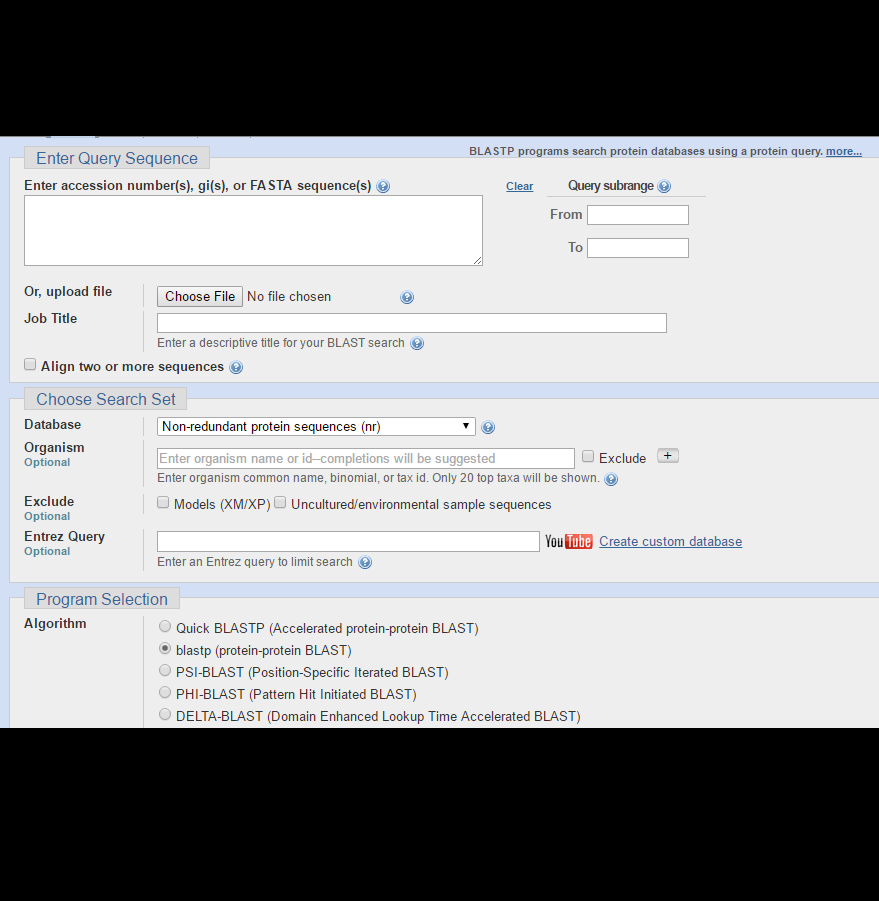 Enter Query Sequence
BLASTP programs search protein databases using a protein query. more...
Enter accession number(s), gi(s), or FASTA sequence(s)
Clear
Query subrange
From
To
Or, upload file
Choose File No file chosen
Job Title
Enter a descriptive title for your BLAST search
Align two or more sequences
Choose Search Set
Database
Non-redundant protein sequences (nr)
Organism
Optional
Enter organism name or id--completions will be suggested
Exclude
+
Enter organism common name, binomial, or tax id. Only 20 top taxa will be shown.
Exclude
Optional
Models (XM/XP) Uncultured/environmental sample sequences
Entrez Query
Optional
YouTube Create custom database
Enter an Entrez query to limit search
Program Selection
Algorithm
Quick BLASTP (Accelerated protein-protein BLAST)
blastp (protein-protein BLAST)
PSI-BLAST (Position-Specific Iterated BLAST)
PHI-BLAST (Pattern Hit Initiated BLAST)
DELTA-BLAST (Domain Enhanced Lookup Time Accelerated BLAST)